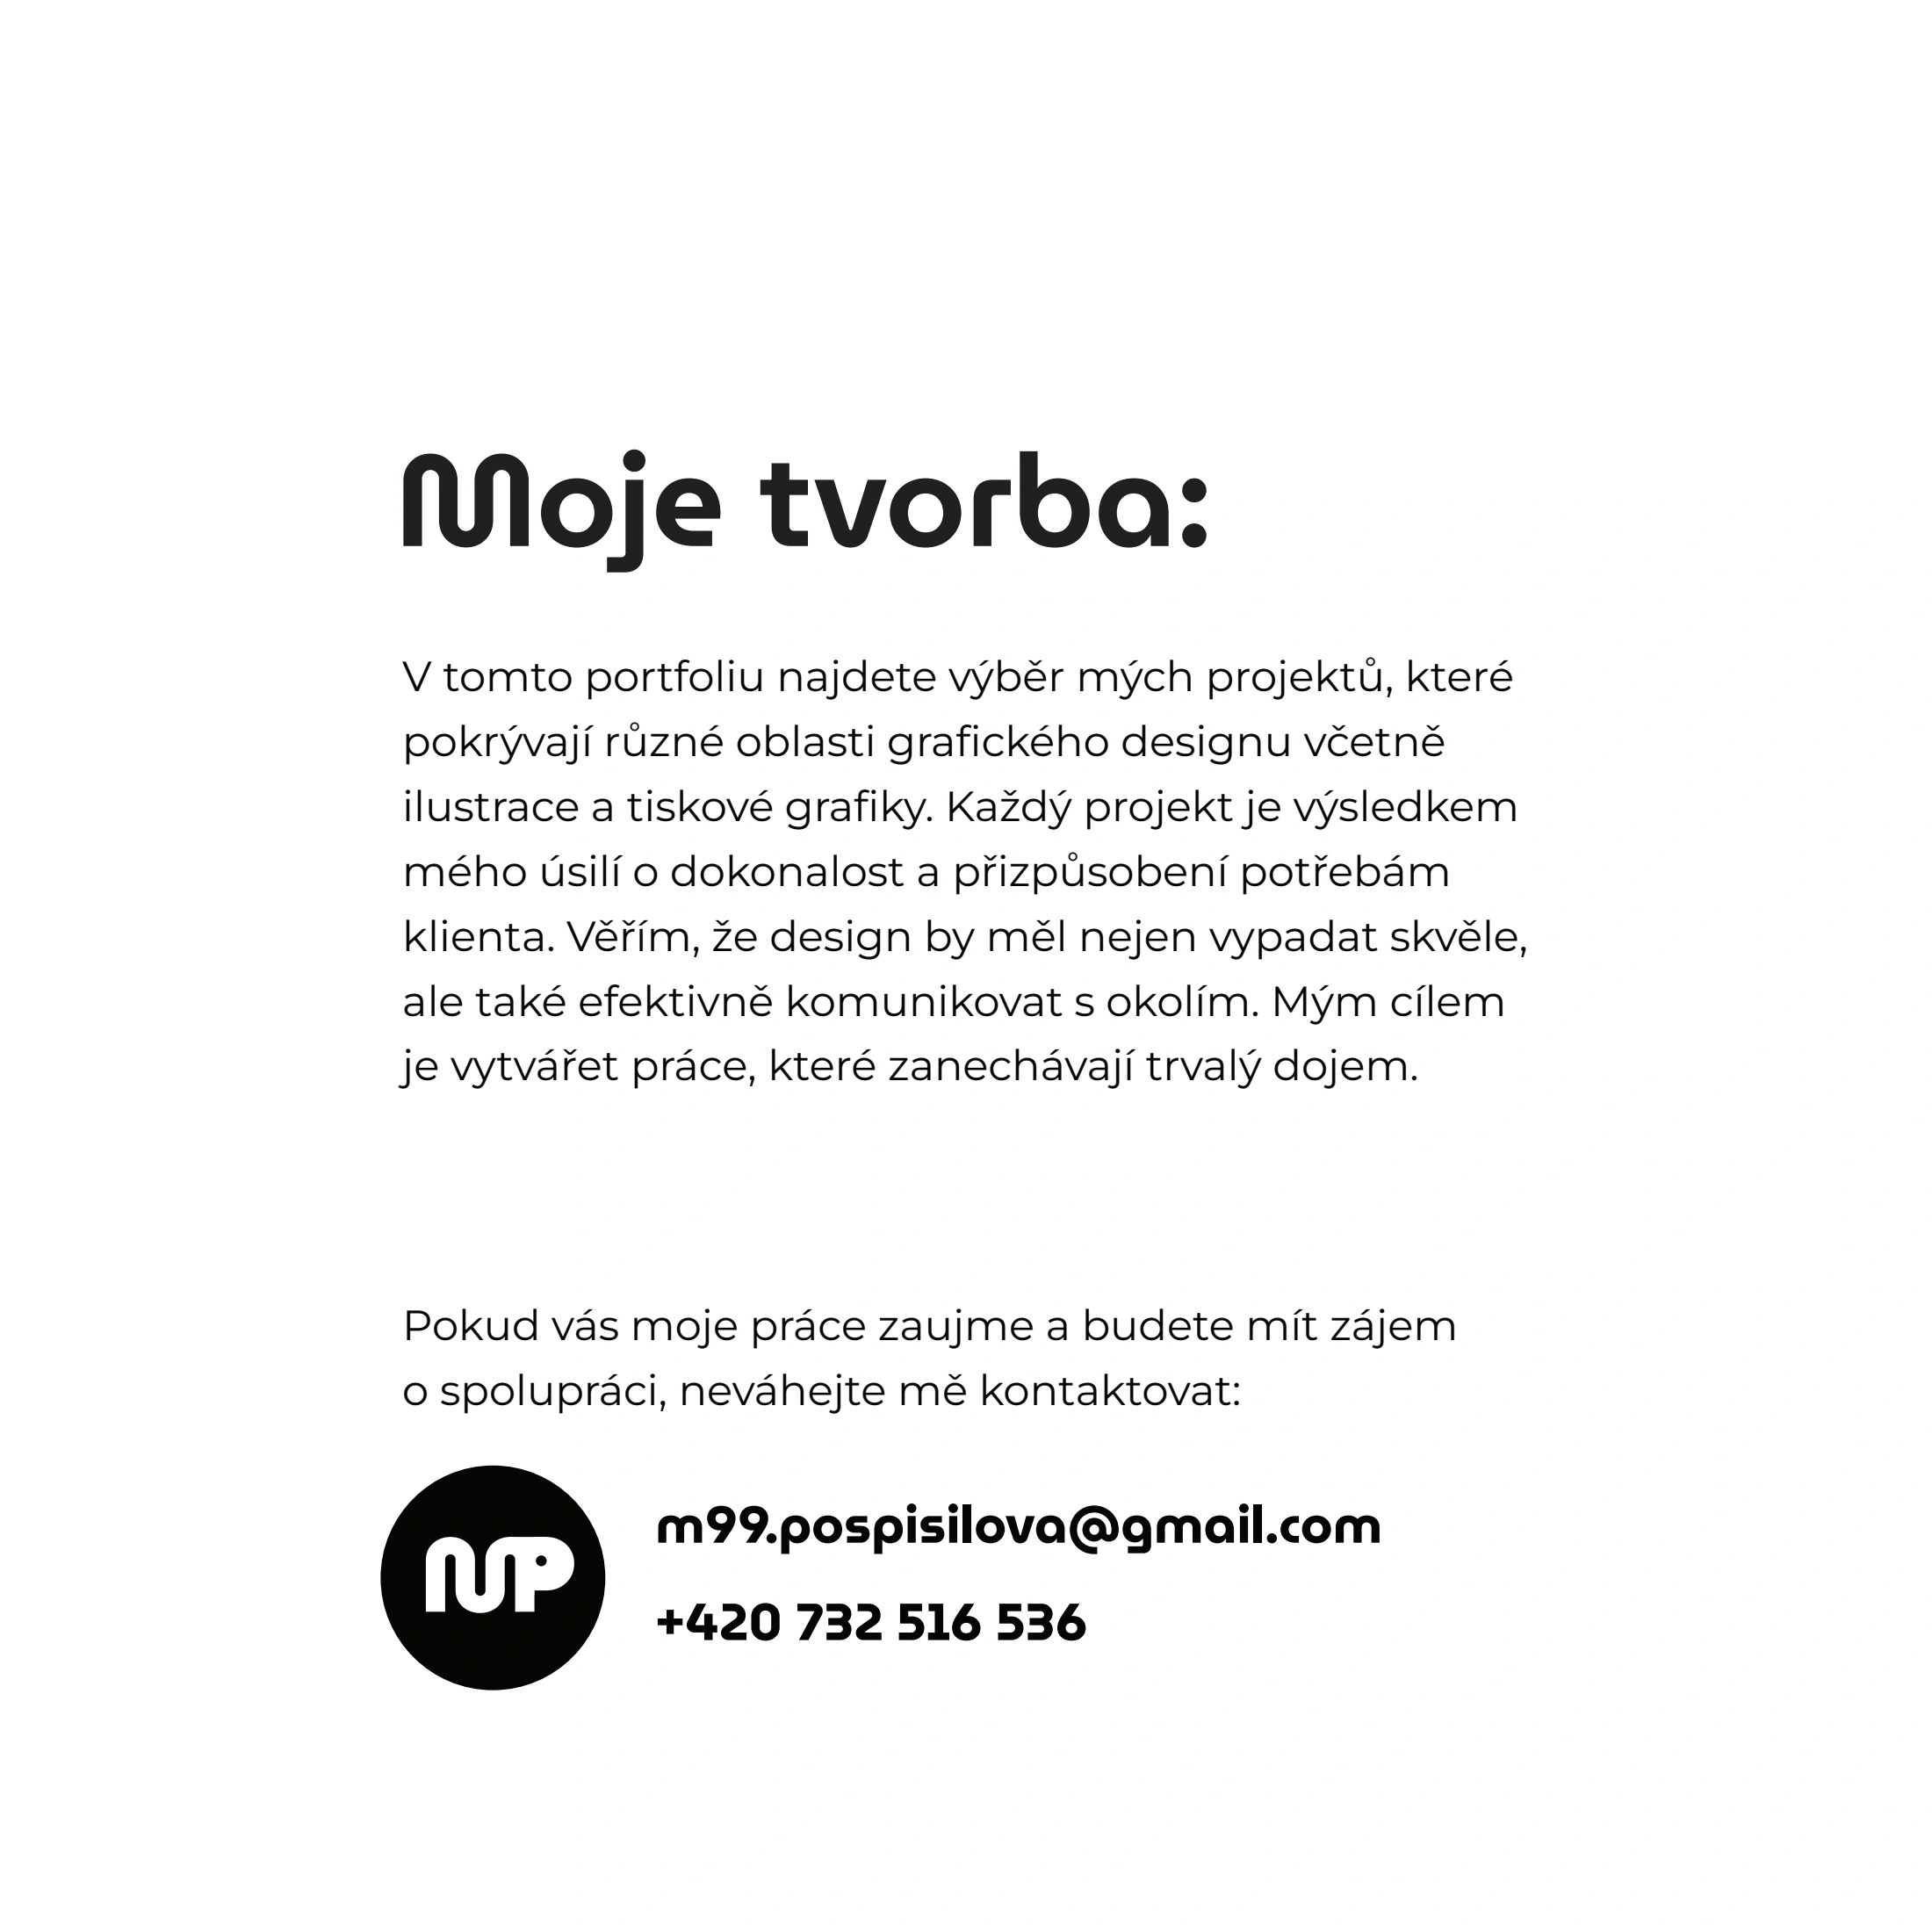 Moje tvorba:
V tomto portfoliu najdete výběr mých projektů, které
pokrývají různé oblasti grafického designu včetně
ilustrace a tiskové grafiky. Každý projekt je výsledkem
mého úsilí o dokonalost a přizpůsobení potřebám
klienta. Věřím, že design by měl nejen vypadat skvěle,
ale také efektivně komunikovat s okolím. Mým cílem
je vytvářet práce, které zanechávají trvalý dojem.
Pokud vás moje práce zaujme a budete mít zájem
o spolupráci, neváhejte mě kontaktovat:
MP
m99.pospisilova@gmail.com
+420 732 516 536